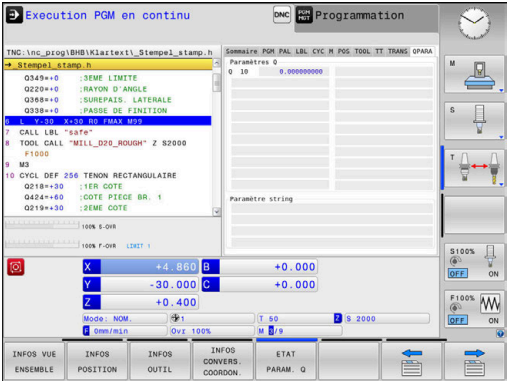 Execution PGM en continu
DNC
PGM MGT
Programmation
TNC:\nc_prog\BHB\Klartext\_Stempel_stamp.h
→_Stempel_stamp.h
Q349=+0 ;3EME LIMITE
Q220=+0 ;RAYON D'ANGLE
Q368=+0 ;SUREPAIS. LATERALE
Q338=+0 ;PASSE DE FINITION
6 L Y-30 X+30 R0 FMAX M99
7 CALL LBL "safe"
8 TOOL CALL "MILL_D20_ROUGH" Z S2000
F1000
9 M3
10 CYCL DEF 256 TENON RECTANGULAIRE
Q218=+30 ;1ER COTE
Q424=+60 ;COTE PIECE BR. 1
Q219=+30 ;2EME COTE
100% S-OVR
100% F-OVR LIMIT 1
Sommaire PGM PAL LBL CYC M POS TOOL TT TRANS QPARA
Paramètres Q
Q 10 0.000000000
Paramètre string
X +4.860 B +0.000
Y -30.000 C +0.000
Z +0.400
Mode: NOM. 1 T 50 Z S 2000
F 0mm/min Ovr 100% M 5/9
M
S
T
S100%
OFF ON
F100%
OFF ON
INFOS VUE ENSEMBLE
INFOS POSITION
INFOS OUTIL
INFOS CONVERS. COORDON.
ETAT PARAM. Q